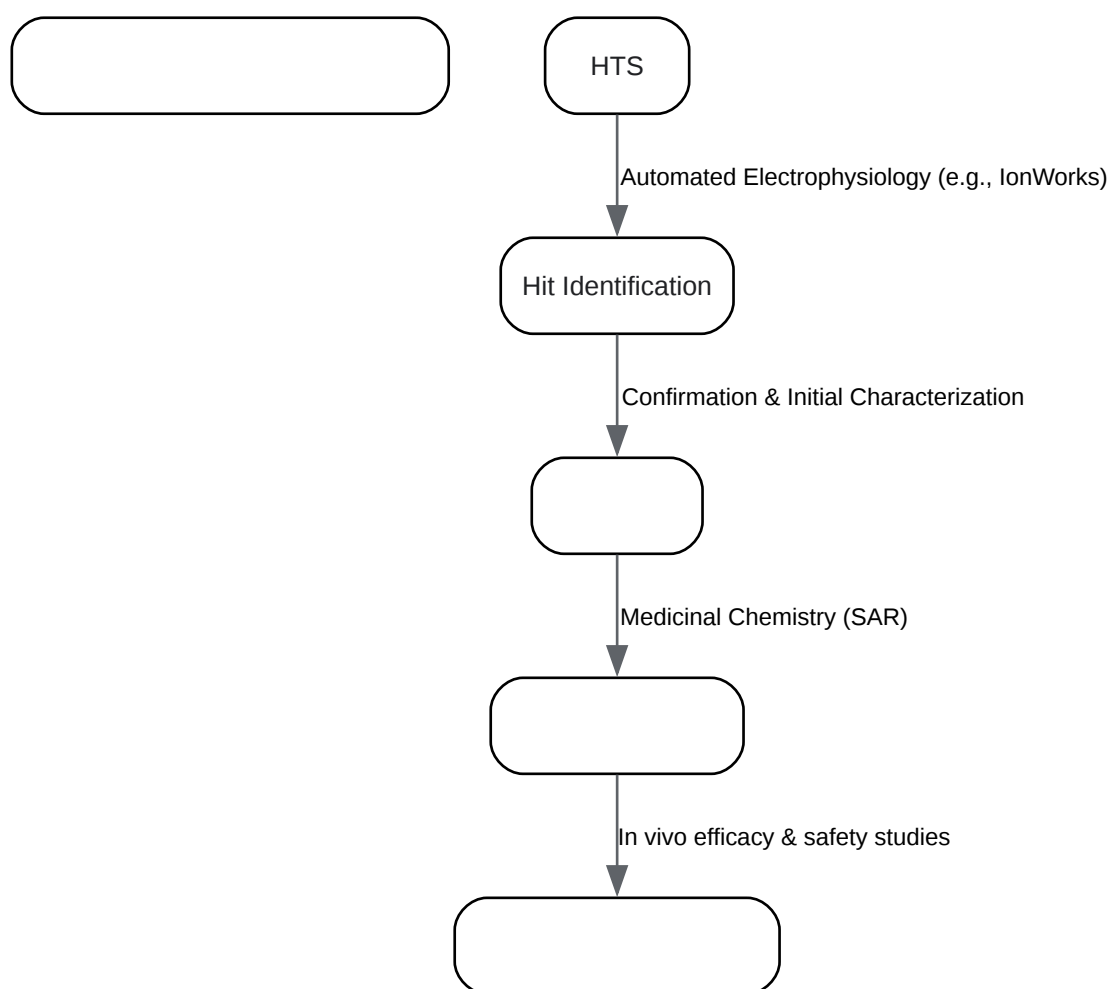 HTS
Automated Electrophysiology (e.g., IonWorks)
Hit Identification
Confirmation & Initial Characterization
Medicinal Chemistry (SAR)
In vivo efficacy & safety studies